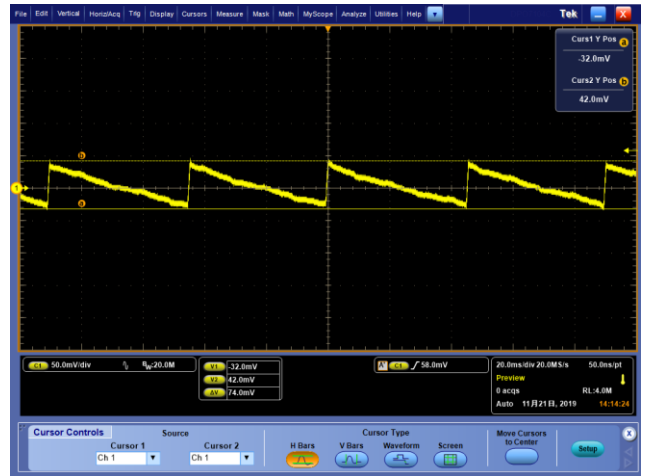 File Edit Vertical Horiz/Acq Trig Display Cursors Measure Mask Math MyScope Analyze Utilities Help Tek X
Curs1 Y Pos a
-32.0mV
Curs2 Y Pos b
42.0mV
b
1
a
C1 50.0mV/div BW:20.0M
V1 -32.0mV
V2 42.0mV
ΔV 74.0mV
A' C1 58.0mV
20.0ms/div 20.0MS/s 50.0ns/pt
Preview
0 acqs RL:4.0M
Auto 11月21日, 2019 14:14:24
Cursor Controls
Source
Cursor 1 Cursor 2
Ch 1 Ch 1
Cursor Type
H Bars V Bars Waveform Screen
Move Cursors
to Center
Setup
X